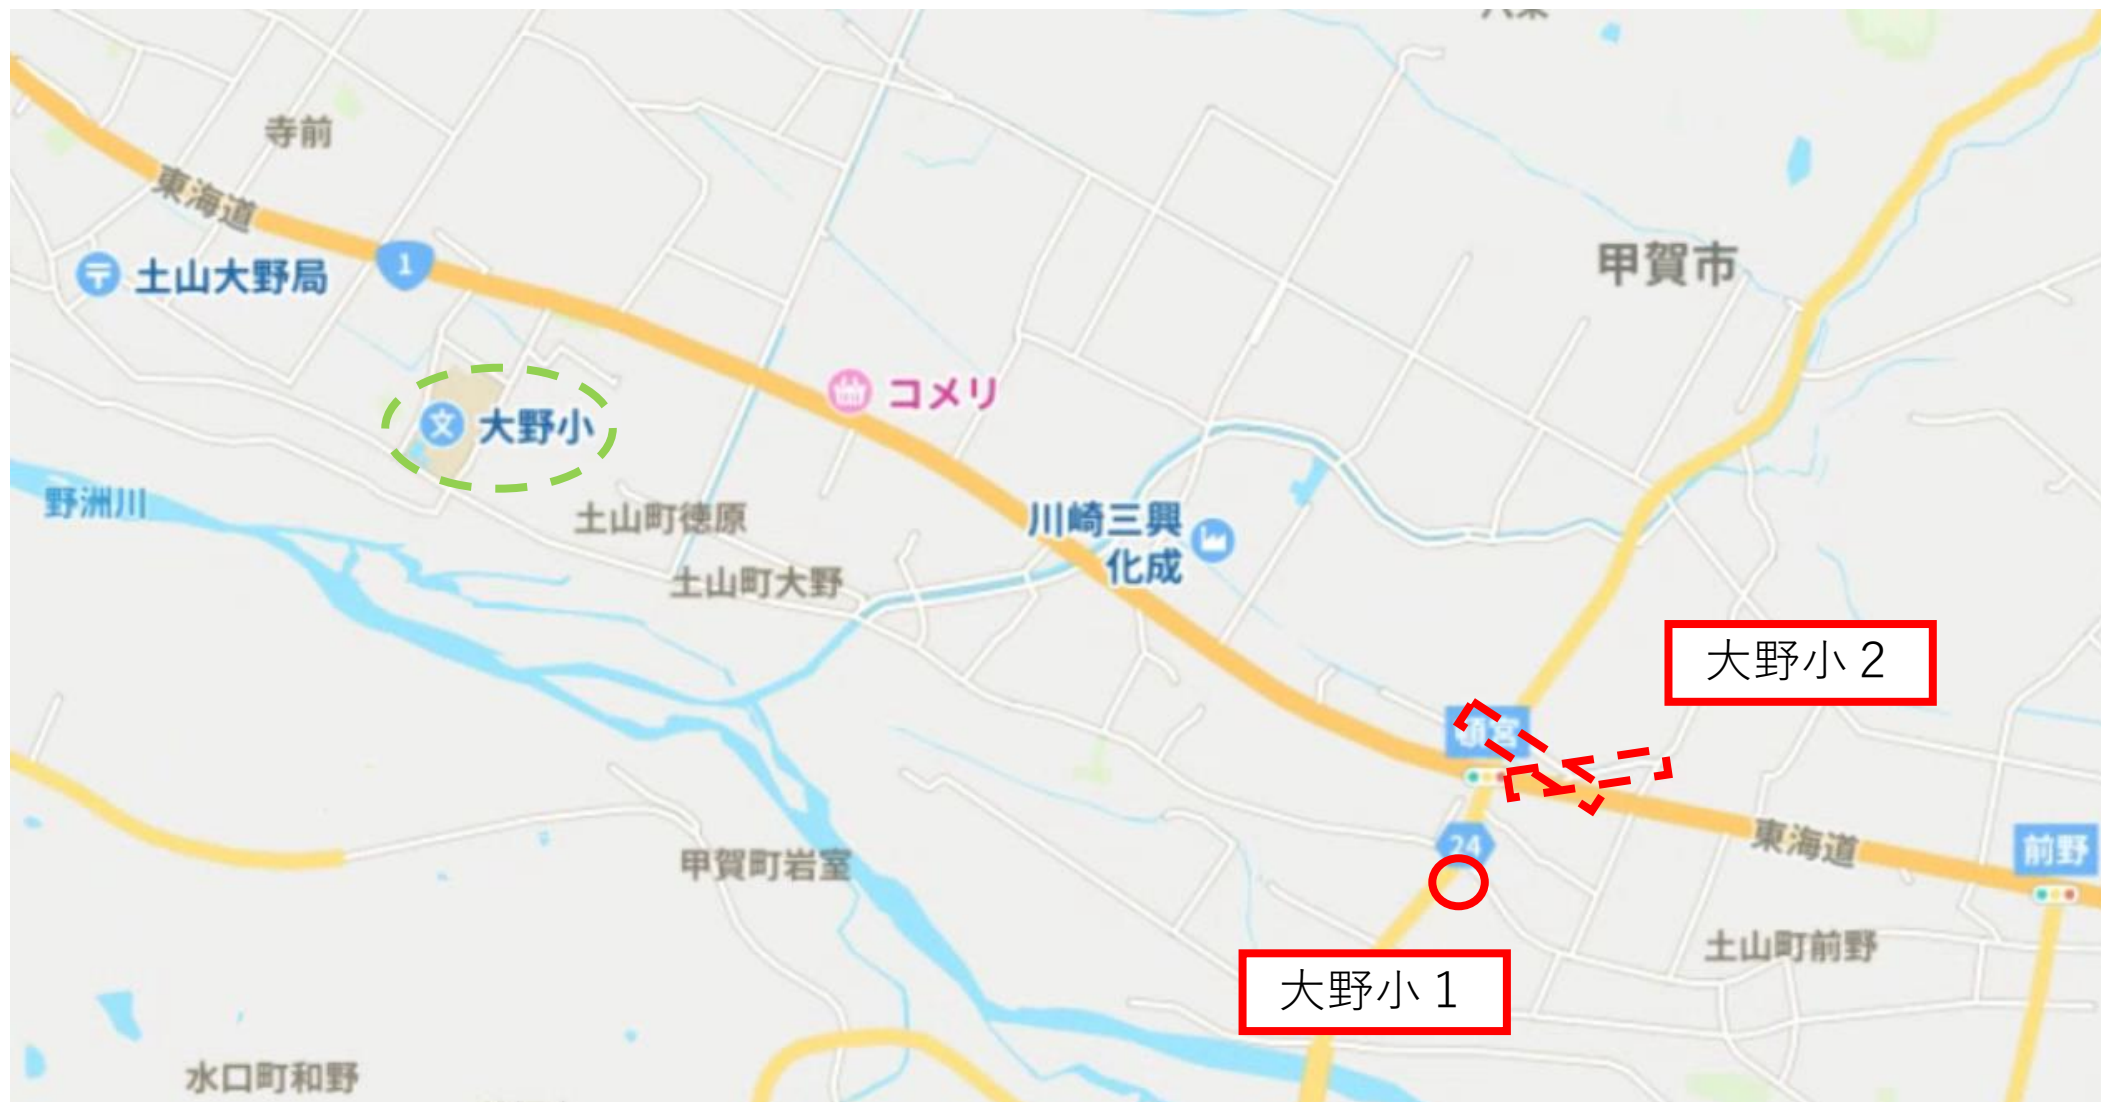 寺前
東海道
甲賀市
土山大野局
1
コメリ
大野小
野洲川
土山町徳原
川崎三興
化成
土山町大野
大野小２
頓宮
24
東海道
前野
甲賀町岩室
土山町前野
大野小１
水口町和野